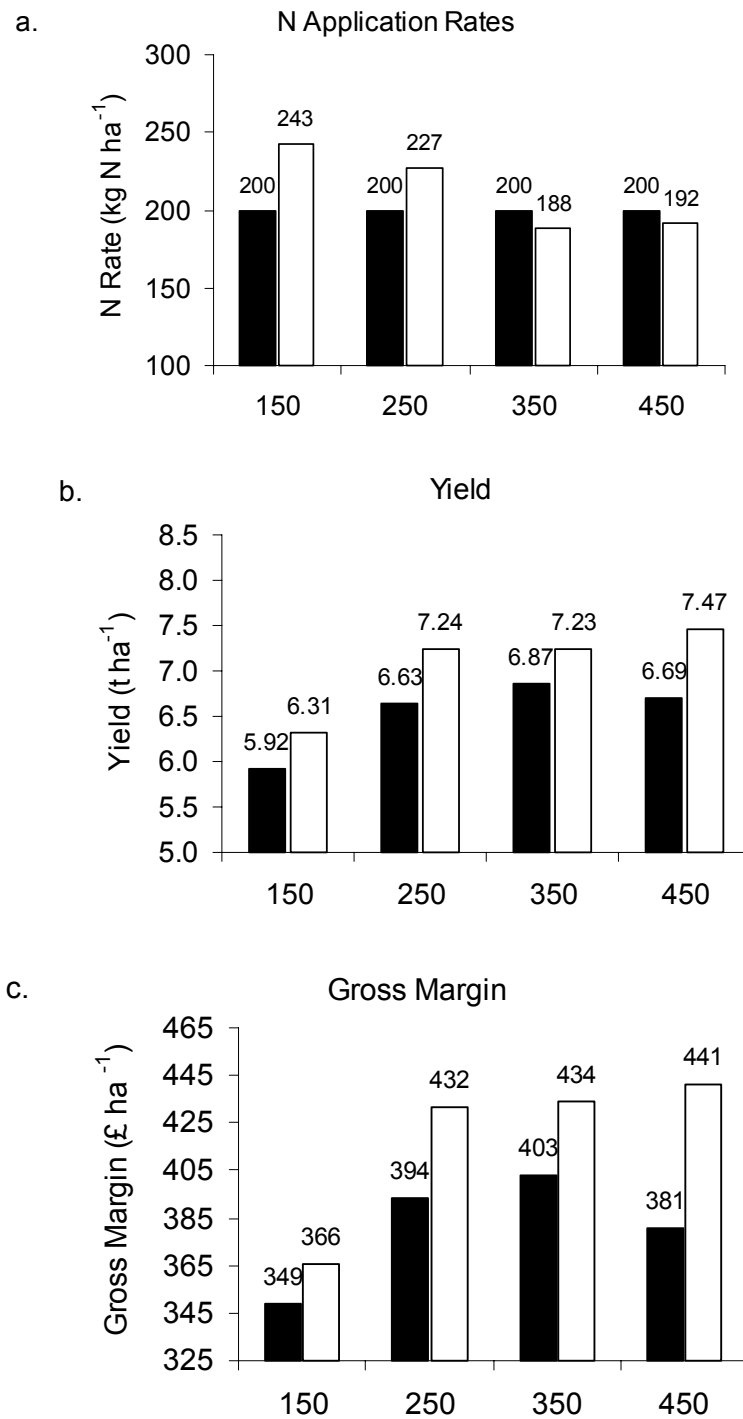 a.
N Application Rates
N Rate (kg N ha⁻¹)
300
250
200
150
100
200 243
200 227
200 188
200 192
150 250 350 450
b.
Yield
Yield (t ha⁻¹)
8.5
8.0
7.5
7.0
6.5
6.0
5.5
5.0
5.92 6.31
6.63 7.24
6.87 7.23
6.69 7.47
150 250 350 450
c.
Gross Margin
Gross Margin (£ ha⁻¹)
465
445
425
405
385
365
345
325
349 366
394 432
403 434
381 441
150 250 350 450